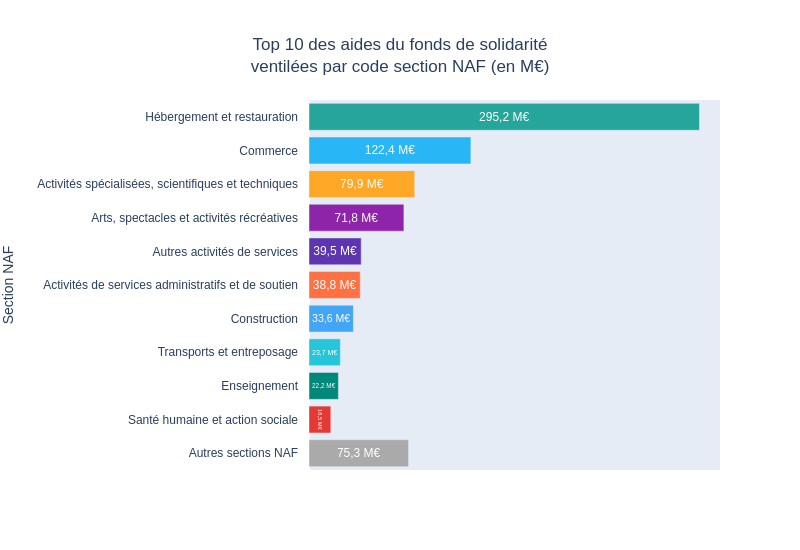 Top 10 des aides du fonds de solidarité
ventilées par code section NAF (en M€)
Section NAF
Hébergement et restauration 295,2 M€
Commerce 122,4 M€
Activités spécialisées, scientifiques et techniques 79,9 M€
Arts, spectacles et activités récréatives 71,8 M€
Autres activités de services 39,5 M€
Activités de services administratifs et de soutien 38,8 M€
Construction 33,6 M€
Transports et entreposage 23,7 M€
Enseignement 22,2 M€
Santé humaine et action sociale
Autres sections NAF 75,3 M€